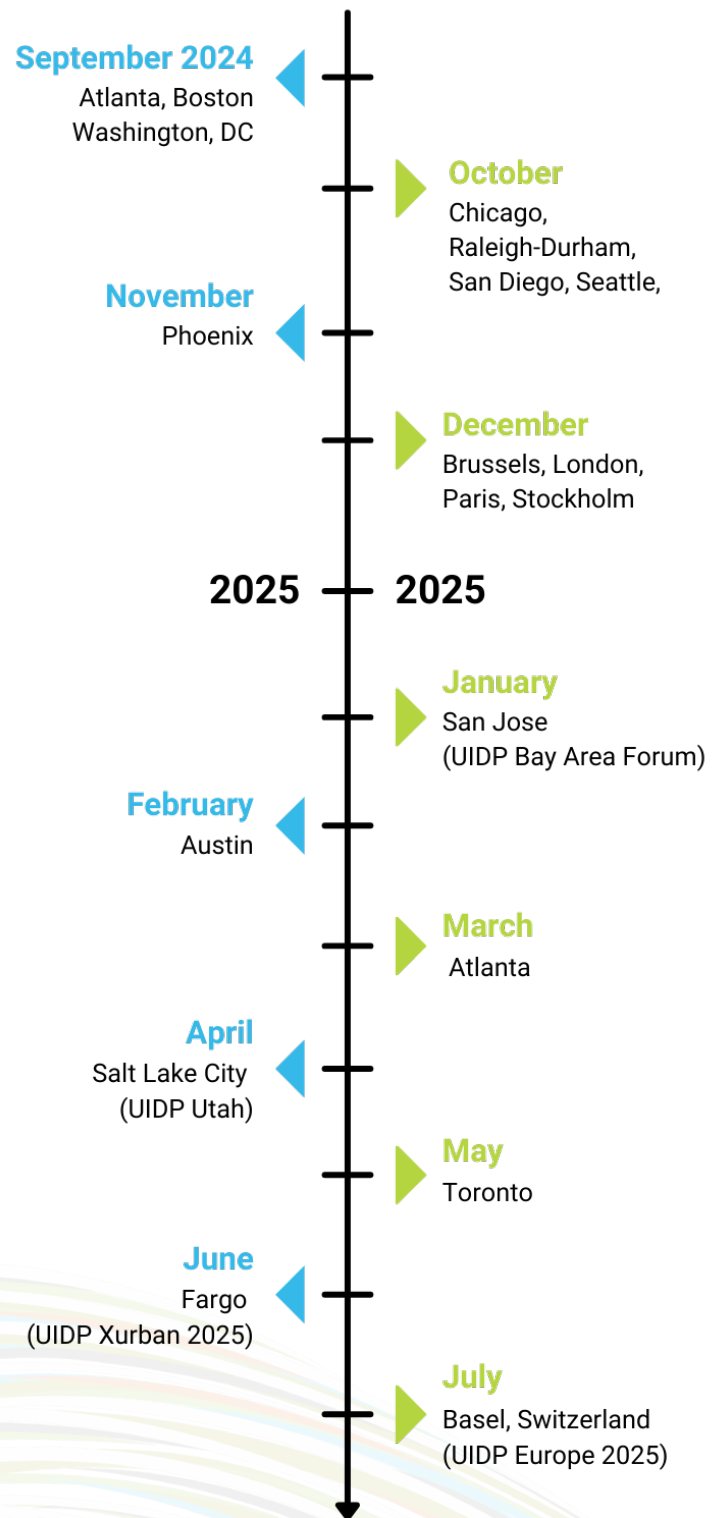 September 2024
Atlanta, Boston
Washington, DC
October
Chicago,
Raleigh-Durham,
San Diego, Seattle,
November
Phoenix
December
Brussels, London,
Paris, Stockholm
2025 2025
January
San Jose
(UIDP Bay Area Forum)
February
Austin
March
Atlanta
April
Salt Lake City
(UIDP Utah)
May
Toronto
June
Fargo
(UIDP Xurban 2025)
July
Basel, Switzerland
(UIDP Europe 2025)